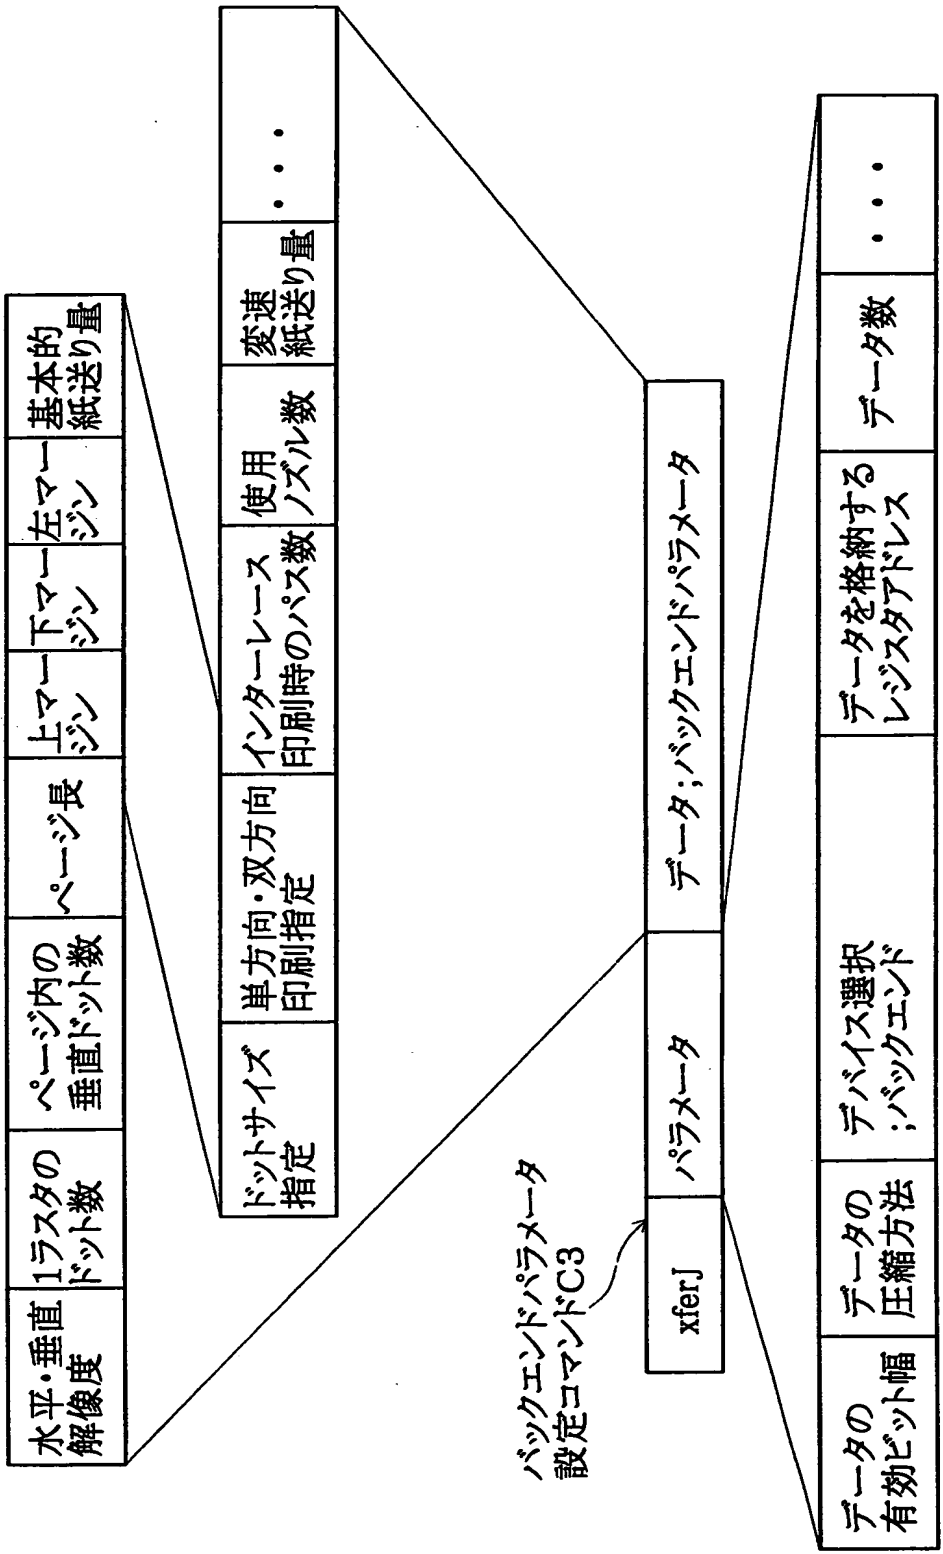 水平・垂直
解像度
1ラスタの
ドット数
ページ内の
垂直ドット数
ページ長
上マー
ジン
下マー
ジン
左マー
ジン
基本的
紙送り量
ドットサイズ
指定
単方向・双方向
印刷指定
インターレース
印刷時のパス数
使用
ノズル数
変速
紙送り量
・・・
バックエンドパラメータ
設定コマンドC3
xferJ
パラメータ
データ;バックエンドパラメータ
データの
有効ビット幅
データの
圧縮方法
デバイス選択
;バックエンド
データを格納する
レジスタアドレス
データ数
・・・